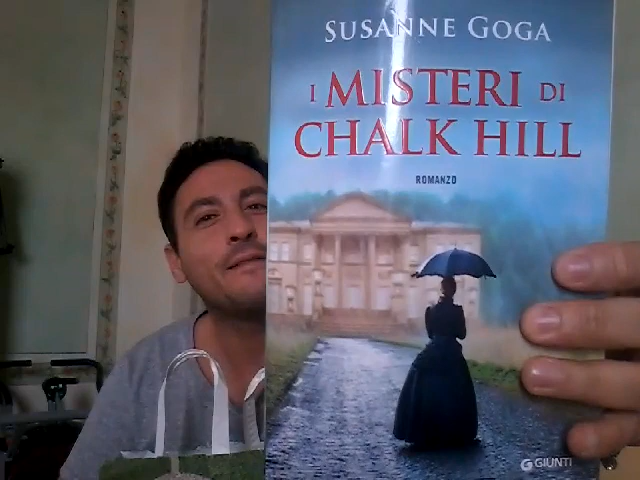 SUSANNE GOGA
I MISTERI DI
CHALK HILL
ROMANZO
GIUNTI